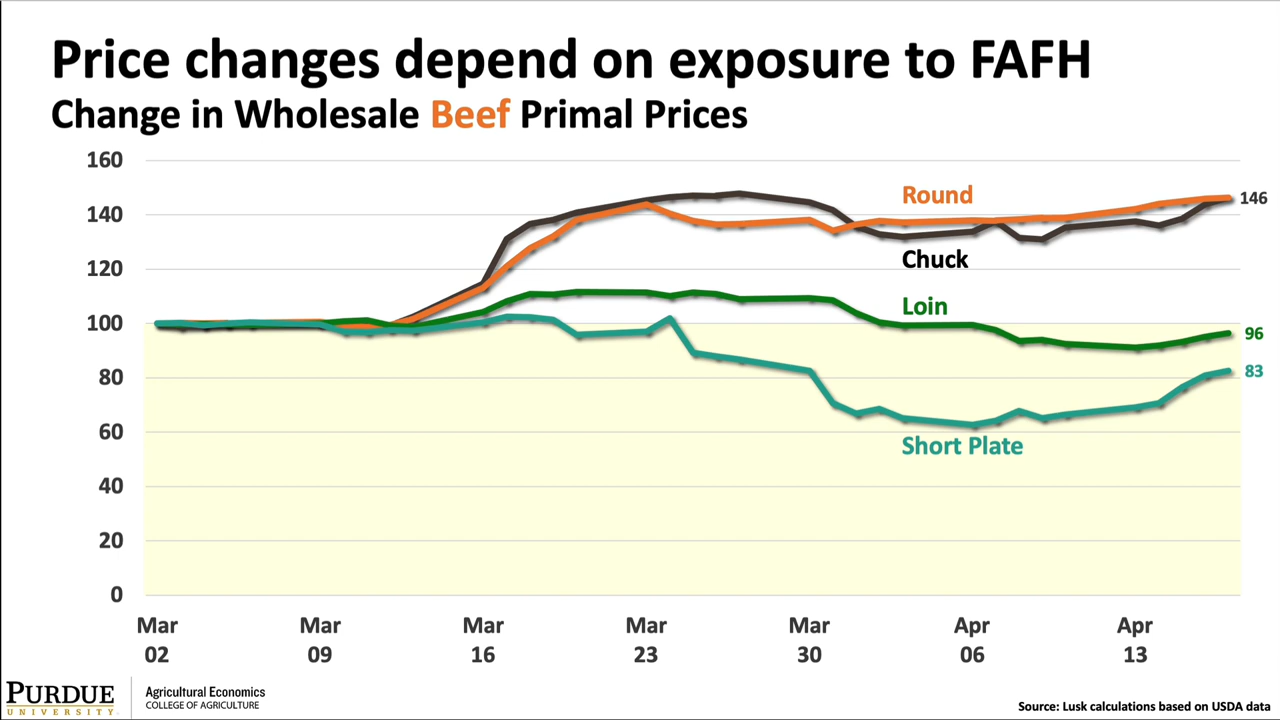 Price changes depend on exposure to FAFH
Change in Wholesale Beef Primal Prices
160
140
120
100
80
60
40
20
0
Round
Chuck
Loin
Short Plate
146
96
83
Mar 02
Mar 09
Mar 16
Mar 23
Mar 30
Apr 06
Apr 13
PURDUE
UNIVERSITY
Agricultural Economics
COLLEGE OF AGRICULTURE
Source: Lusk calculations based on USDA data